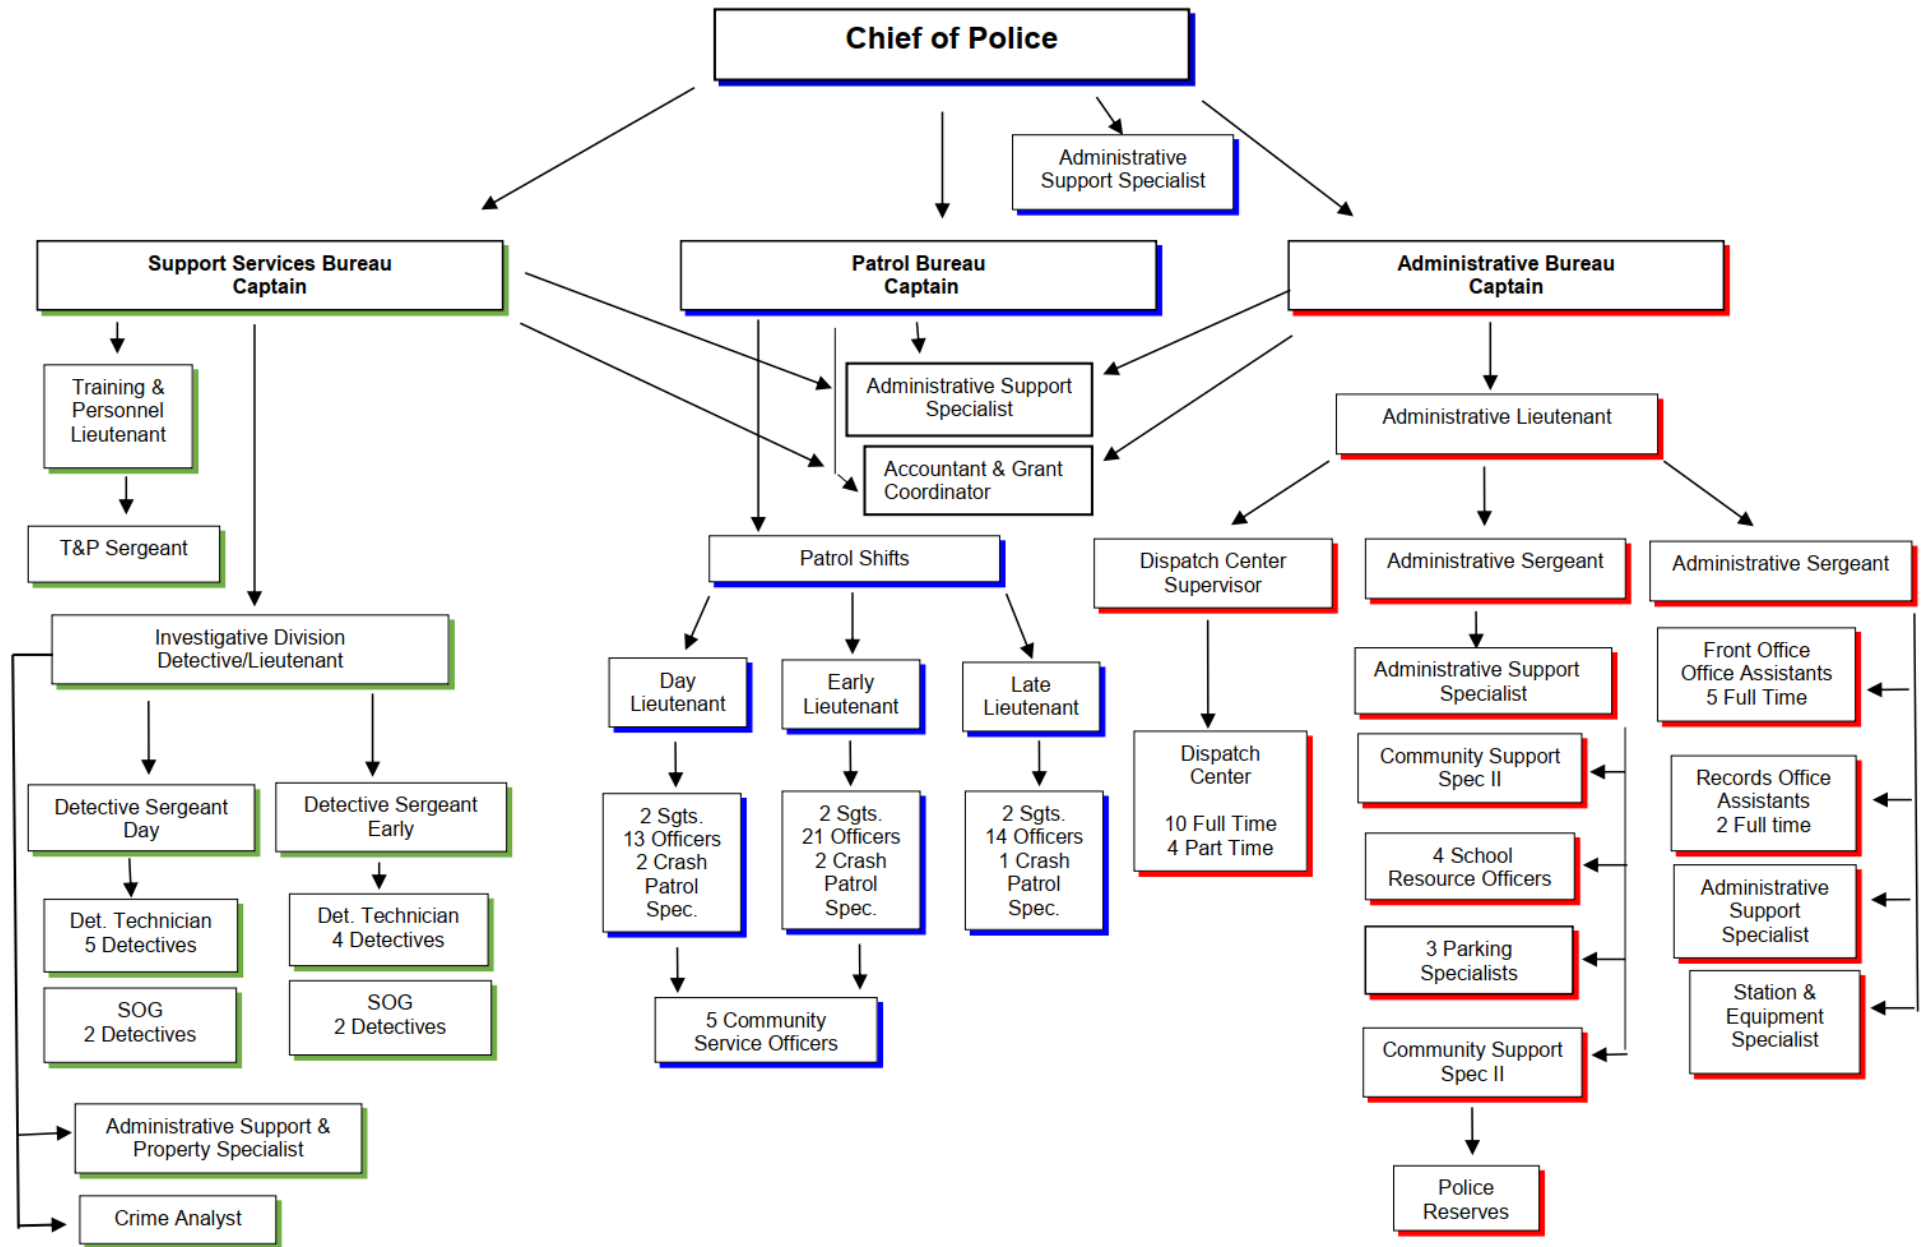 Chief of Police
Administrative
Support Specialist
Support Services Bureau
Captain
Patrol Bureau
Captain
Administrative Bureau
Captain
Training &
Personnel
Lieutenant
Administrative Support
Specialist
Administrative Lieutenant
Accountant & Grant
Coordinator
T&P Sergeant
Patrol Shifts
Dispatch Center
Supervisor
Administrative Sergeant
Administrative Sergeant
Investigative Division
Detective/Lieutenant
Day
Lieutenant
Early
Lieutenant
Late
Lieutenant
Administrative Support
Specialist
Front Office
Office Assistants
5 Full Time
Dispatch
Center
10 Full Time
4 Part Time
Community Support
Spec II
Records Office
Assistants
2 Full time
Detective Sergeant
Day
Detective Sergeant
Early
2 Sgts.
13 Officers
2 Crash
Patrol
Spec.
2 Sgts.
21 Officers
2 Crash
Patrol
Spec.
2 Sgts.
14 Officers
1 Crash
Patrol
Spec.
4 School
Resource Officers
Administrative
Support
Specialist
Det. Technician
5 Detectives
Det. Technician
4 Detectives
3 Parking
Specialists
SOG
2 Detectives
SOG
2 Detectives
5 Community
Service Officers
Station &
Equipment
Specialist
Community Support
Spec II
Administrative Support &
Property Specialist
Police
Reserves
Crime Analyst